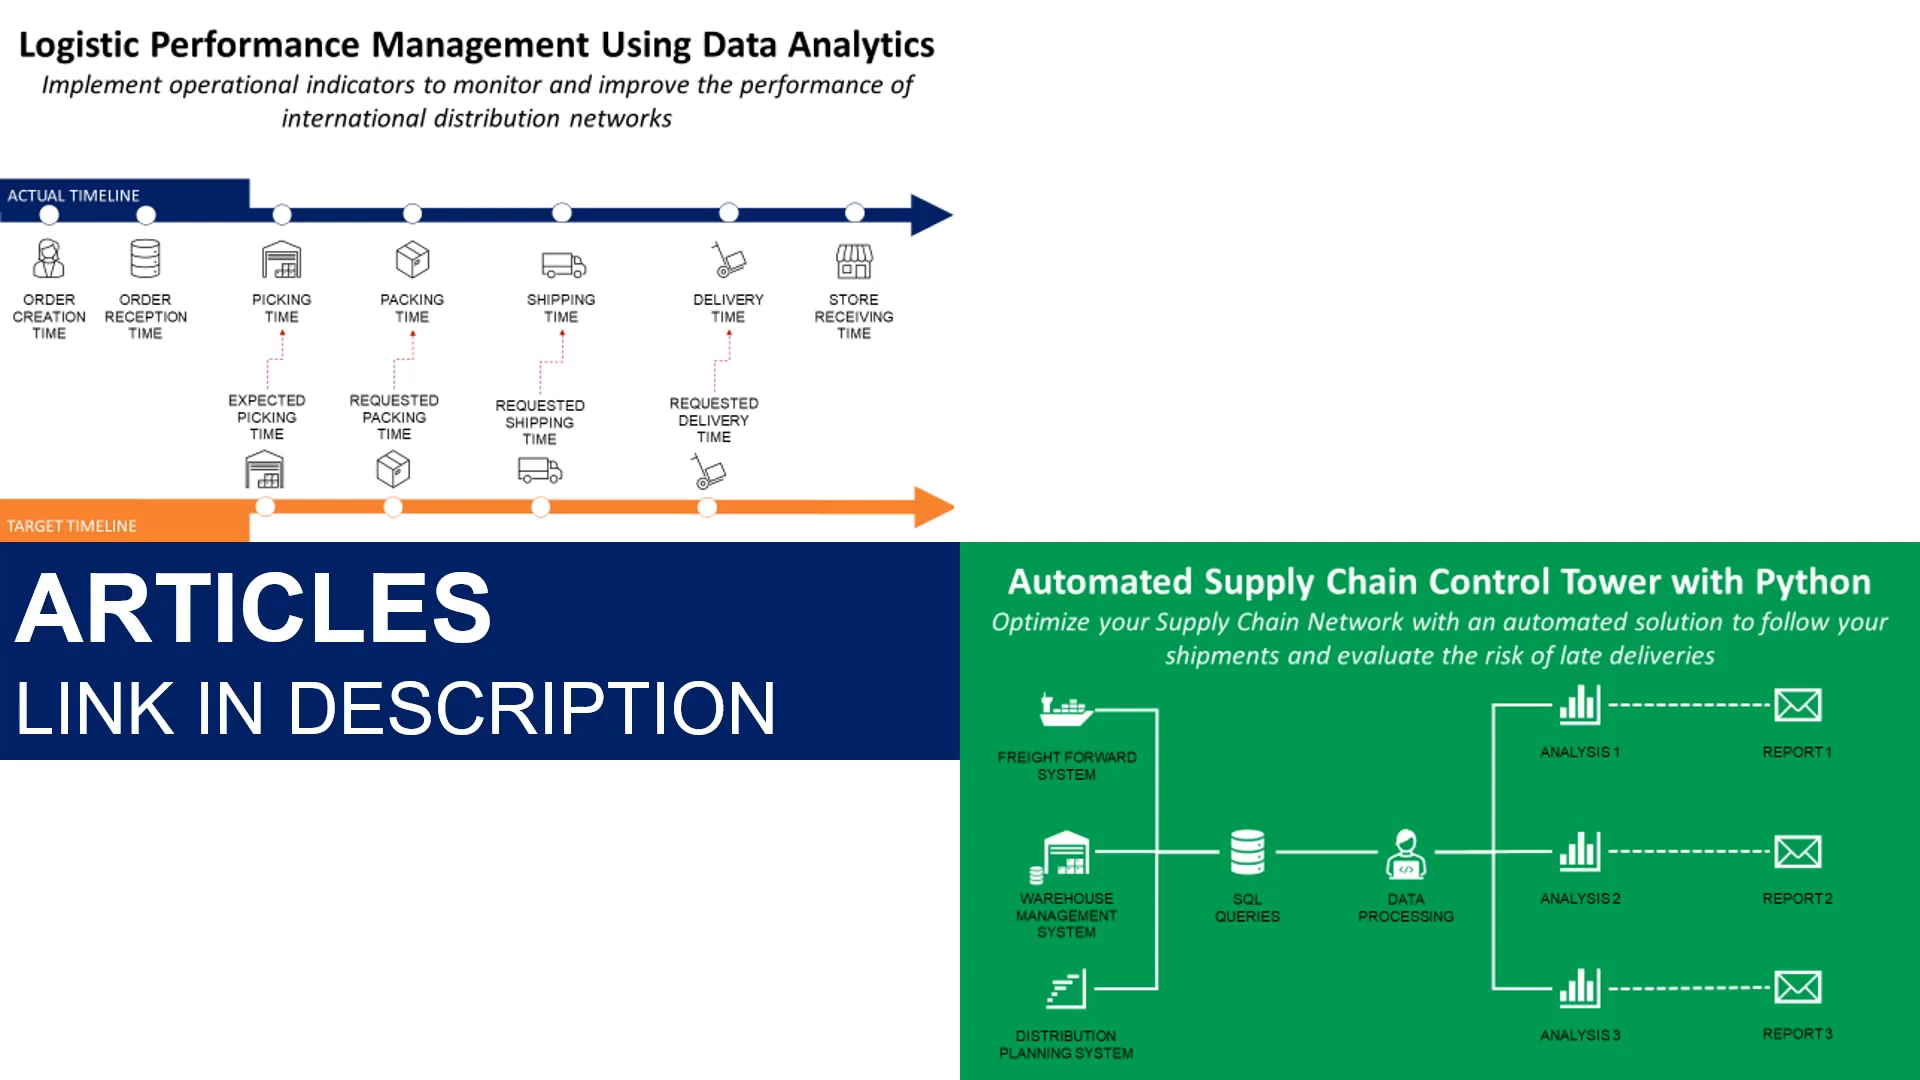 Logistic Performance Management Using Data Analytics
Implement operational indicators to monitor and improve the performance of
international distribution networks
ACTUAL TIMELINE
ORDER
CREATION
TIME
ORDER
RECEPTION
TIME
PICKING
TIME
PACKING
TIME
SHIPPING
TIME
DELIVERY
TIME
STORE
RECEIVING
TIME
EXPECTED
PICKING
TIME
REQUESTED
PACKING
TIME
REQUESTED
SHIPPING
TIME
REQUESTED
DELIVERY
TIME
TARGET TIMELINE
ARTICLES
LINK IN DESCRIPTION
Automated Supply Chain Control Tower with Python
Optimize your Supply Chain Network with an automated solution to follow your
shipments and evaluate the risk of late deliveries
FREIGHT FORWARD
SYSTEM
WAREHOUSE
MANAGEMENT
SYSTEM
DISTRIBUTION
PLANNING SYSTEM
SQL
QUERIES
DATA
PROCESSING
ANALYSIS 1
REPORT 1
ANALYSIS 2
REPORT 2
ANALYSIS 3
REPORT 3